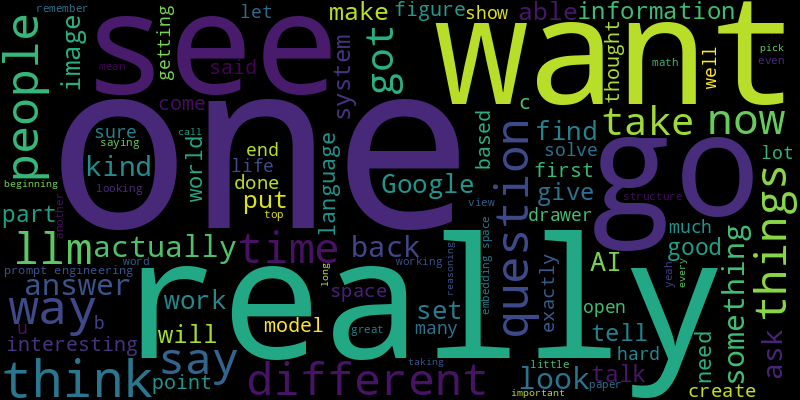 remember
people
image
getting
see
mean
said
let
make
figure
show
able
information
got
system
want
thought
math
well
pick
even
come
one
sure
saying
kind
looking
call
world
end
life
done
put
top
language
Google
based
c
question
find
solve
first
give
drawer
take
now
go
structure
lot
things
beginning
part
another
llm
actually
time
back
view
embedding space
much
good
AI
exactly
something
yeah
every
prompt engineering
word
answer
way
b
u
work
really
space
long
working
reasoning
set
many
open
tell
hard
need
ask
interesting
will
model
great
think
say
point
different
taking
look
little
paper
talk
important
create